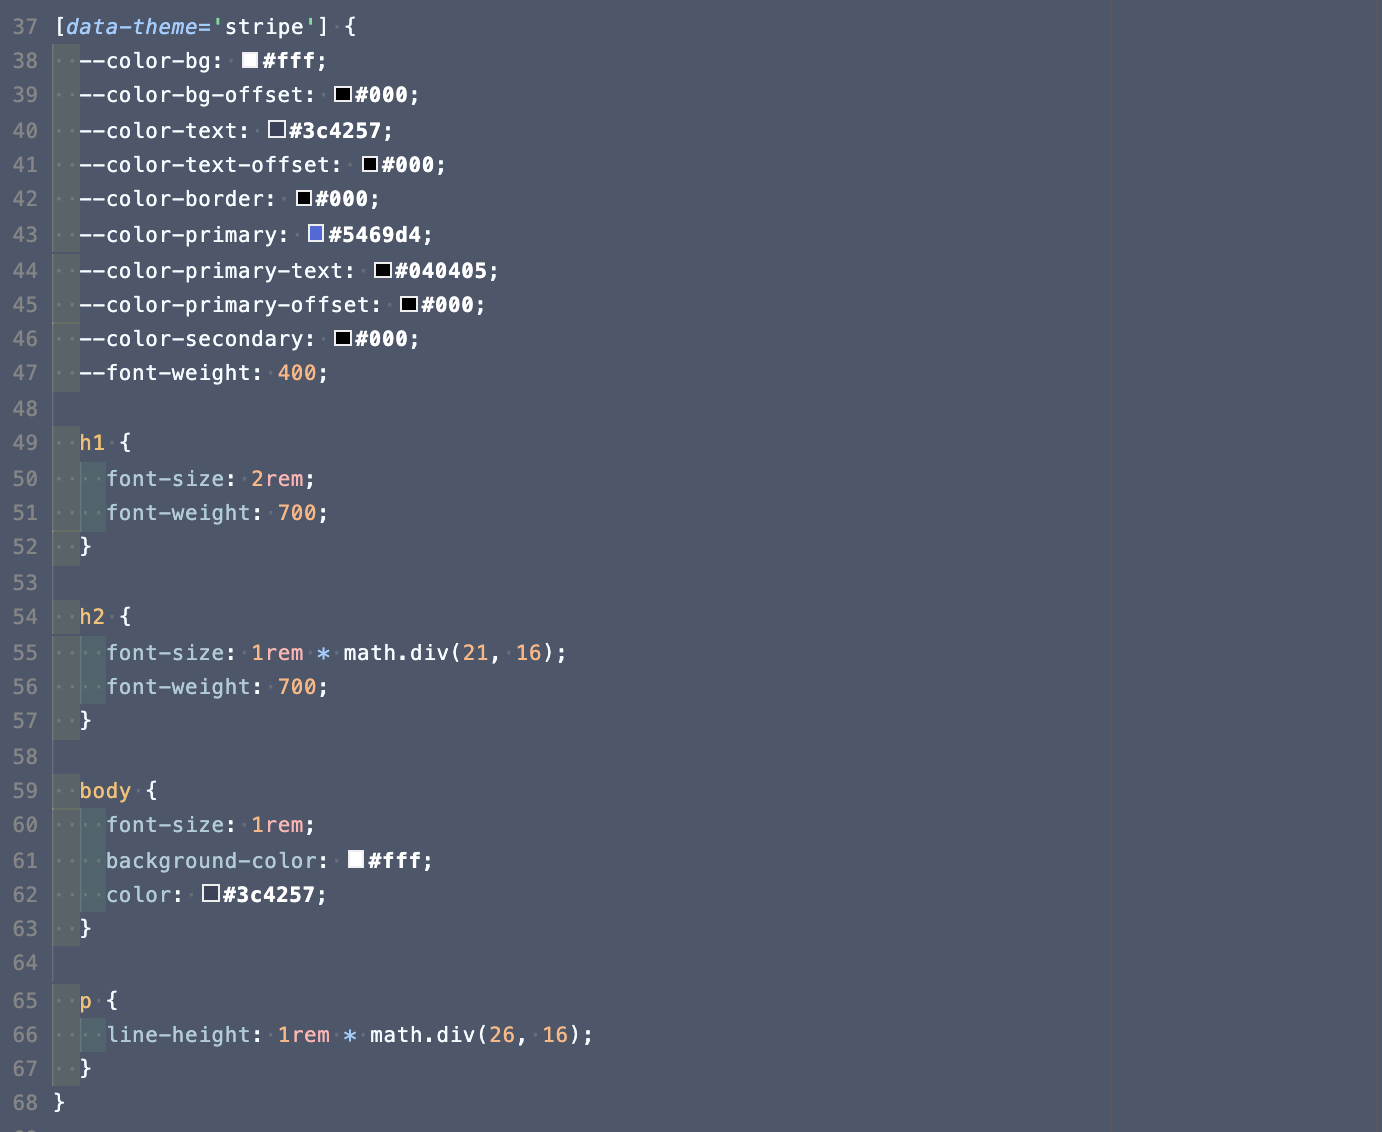 37 [data-theme='stripe'] {
38   --color-bg: #fff;
39   --color-bg-offset: #000;
40   --color-text: #3c4257;
41   --color-text-offset: #000;
42   --color-border: #000;
43   --color-primary: #5469d4;
44   --color-primary-text: #040405;
45   --color-primary-offset: #000;
46   --color-secondary: #000;
47   --font-weight: 400;
48
49   h1 {
50     font-size: 2rem;
51     font-weight: 700;
52   }
53
54   h2 {
55     font-size: 1rem * math.div(21, 16);
56     font-weight: 700;
57   }
58
59   body {
60     font-size: 1rem;
61     background-color: #fff;
62     color: #3c4257;
63   }
64
65   p {
66     line-height: 1rem * math.div(26, 16);
67   }
68 }